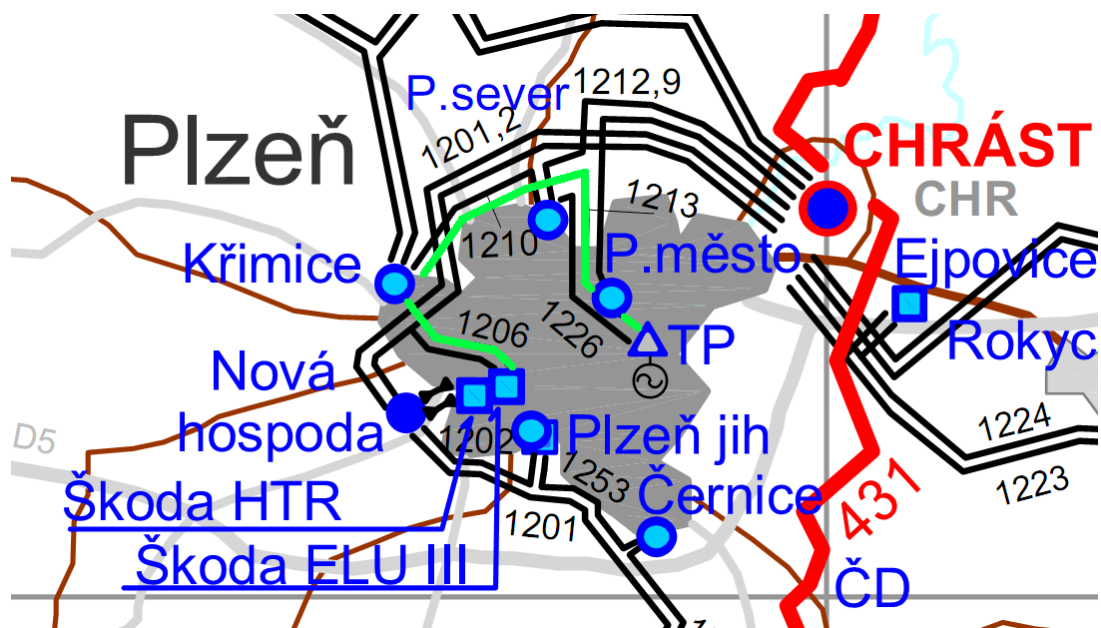 P.sever
1212,9
1201,2
Plzeň
CHRÁST
CHR
1213
1210
Křimice
P.město
Ejpovice
1206
1226
TP
Rokyc
Nová
hospoda
D5
1202
Plzeň jih
1224
1253
1223
Škoda HTR
Černice
431
1201
Škoda ELU III
ČD